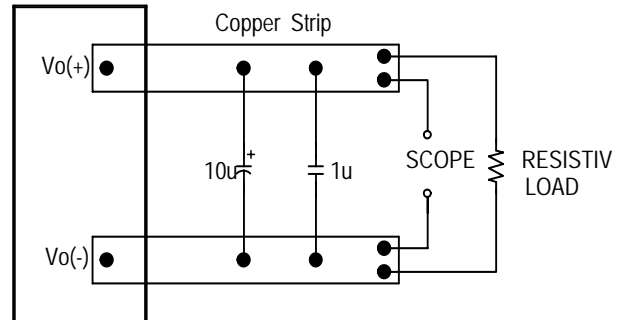 Copper Strip
Vo(+)
+
10u
1u
SCOPE
RESISTIV
LOAD
Vo(-)